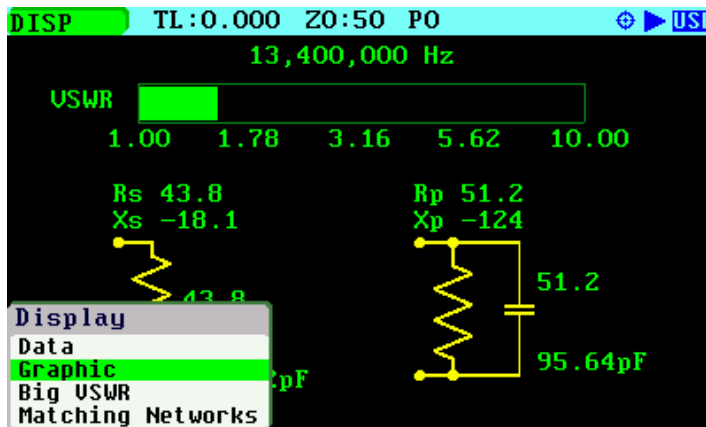 DISP TL:0.000 Z0:50 PO
13,400,000 Hz
VSWR
1.00 1.78 3.16 5.62 10.00
Rs 43.8 Rp 51.2
Xs -18.1 Xp -124
43.8 51.2
Display
Data
Graphic pF 95.64pF
Big VSWR
Matching Networks